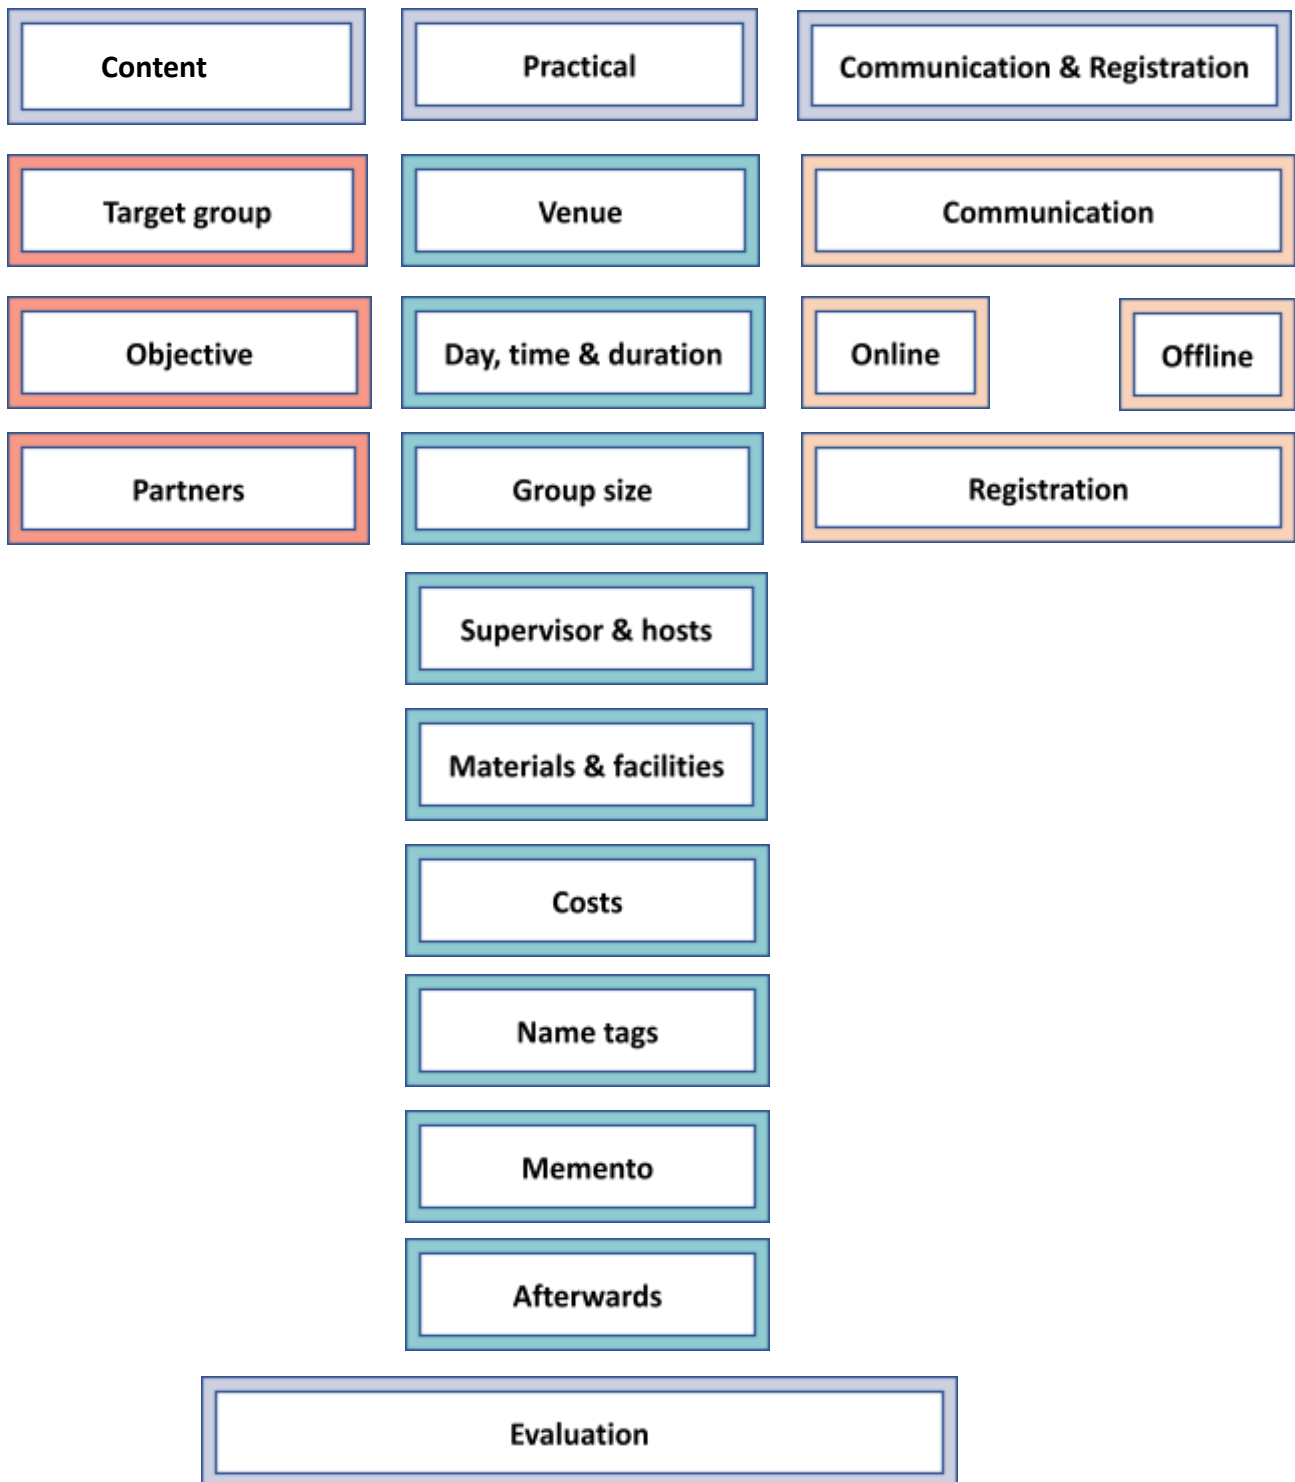 Content
Practical
Communication & Registration
Target group
Venue
Communication
Objective
Day, time & duration
Online
Offline
Partners
Group size
Registration
Supervisor & hosts
Materials & facilities
Costs
Name tags
Memento
Afterwards
Evaluation